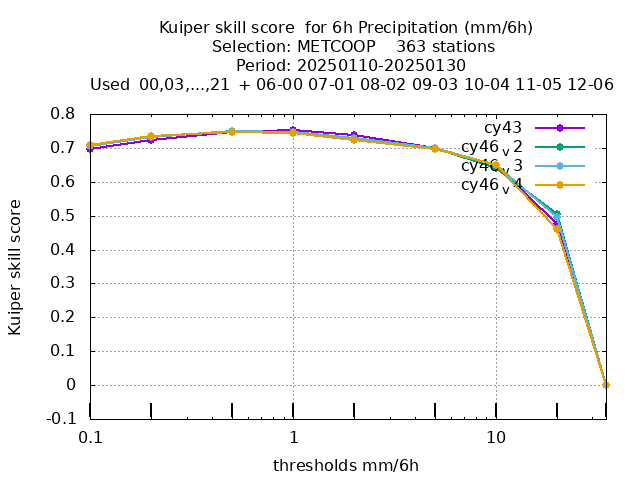 Kuiper skill score  for 6h Precipitation (mm/6h)
Selection: METCOOP    363 stations
Period: 20250110-20250130
Used  00,03,...,21  + 06-00 07-01 08-02 09-03 10-04 11-05 12-06
cy43
cy46_v2
cy46_v3
cy46_v4
0.8
0.7
0.6
0.5
0.4
0.3
0.2
0.1
0
-0.1
Kuiper skill score
0.1
1
10
thresholds mm/6h